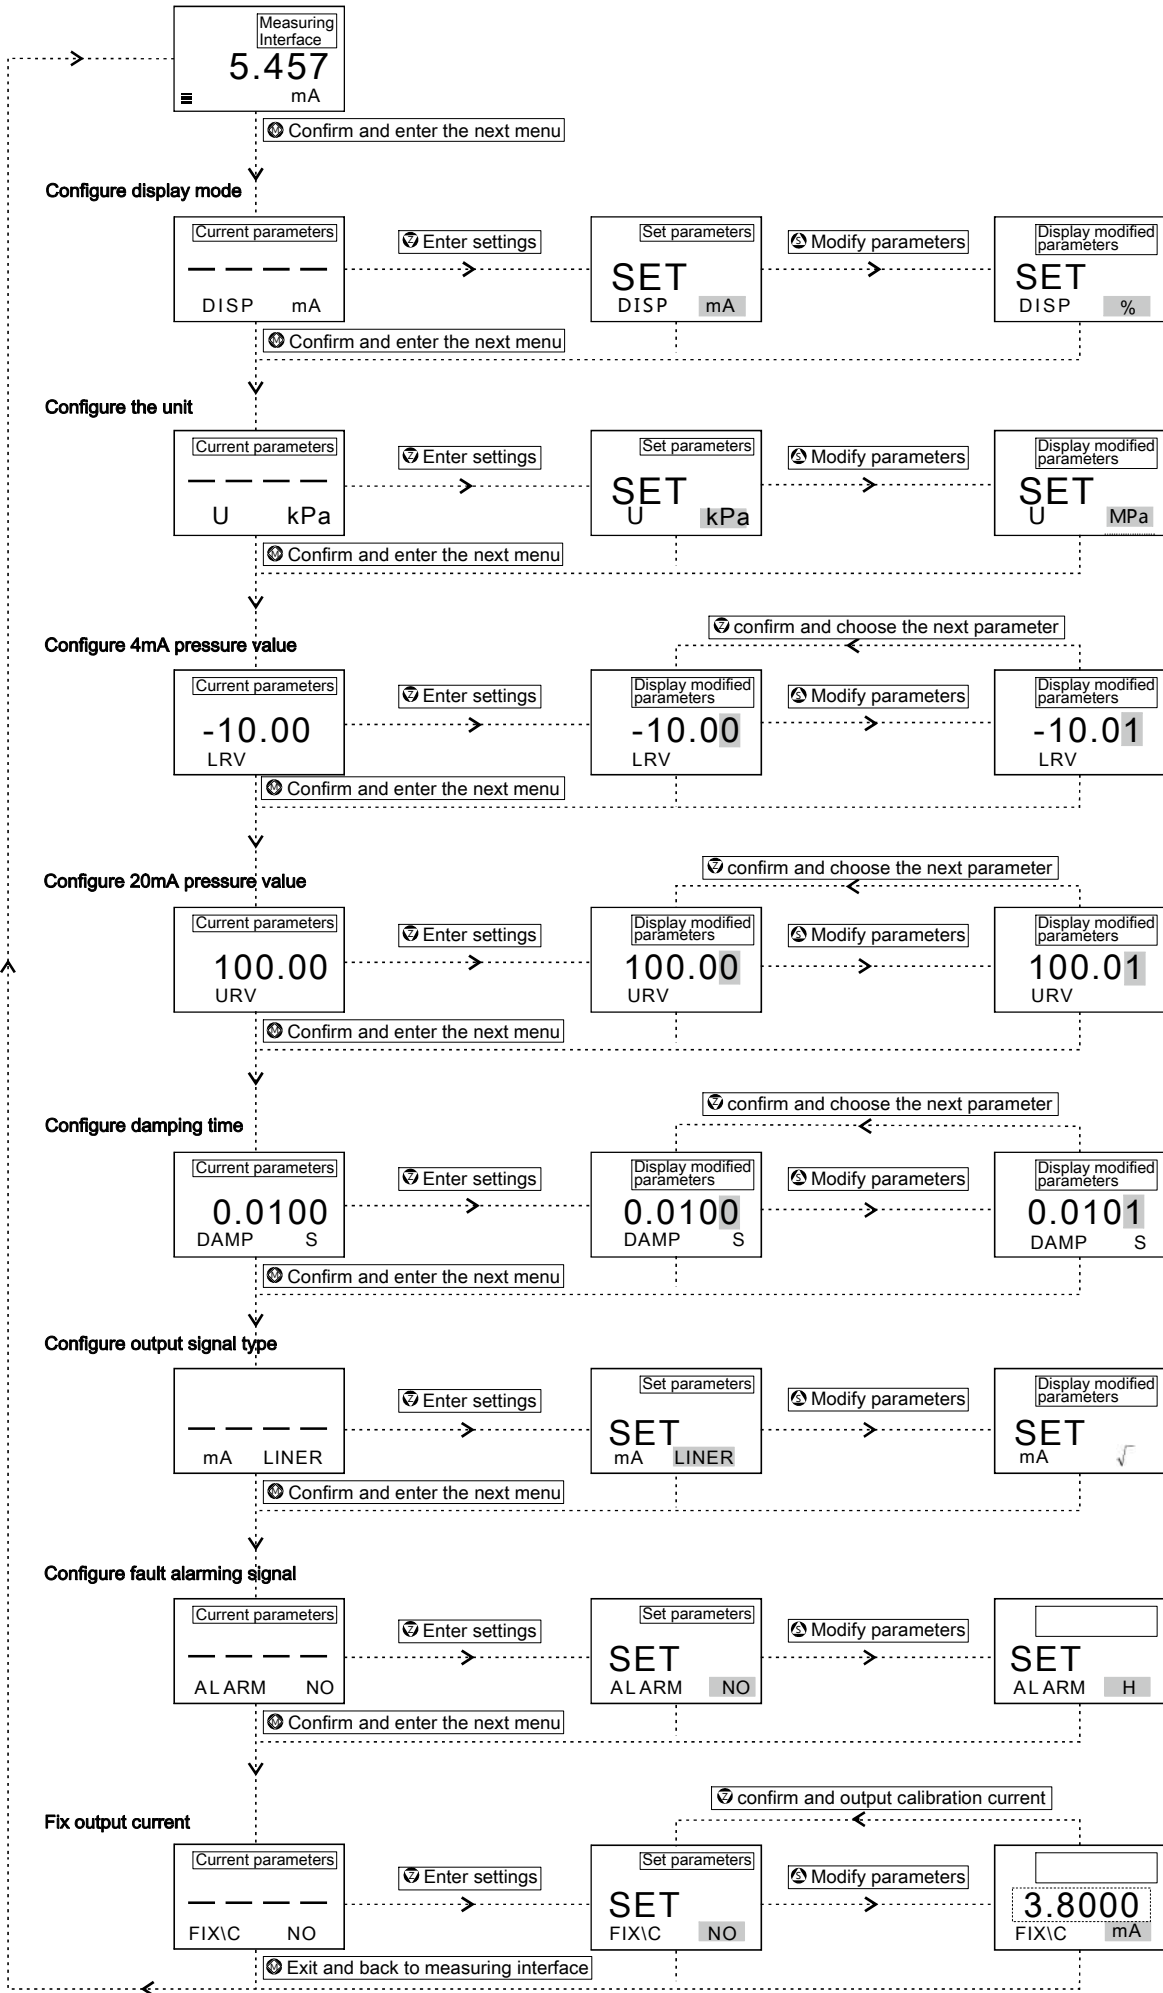 Measuring
Interface
5.457
mA
Ⓜ Confirm and enter the next menu
Configure display mode
Current parameters
— — — —
DISP mA
Ⓩ Enter settings
Set parameters
SET
DISP mA
Ⓢ Modify parameters
Display modified
parameters
SET
DISP %
Ⓜ Confirm and enter the next menu
Configure the unit
Current parameters
— — — —
U kPa
Ⓩ Enter settings
Set parameters
SET
U kPa
Ⓢ Modify parameters
Display modified
parameters
SET
U MPa
Ⓜ Confirm and enter the next menu
Configure 4mA pressure value
Ⓩ confirm and choose the next parameter
Current parameters
-10.00
LRV
Ⓩ Enter settings
Display modified
parameters
-10.00
LRV
Ⓢ Modify parameters
Display modified
parameters
-10.01
LRV
Ⓜ Confirm and enter the next menu
Configure 20mA pressure value
Ⓩ confirm and choose the next parameter
Current parameters
100.00
URV
Ⓩ Enter settings
Display modified
parameters
100.00
URV
Ⓢ Modify parameters
Display modified
parameters
100.01
URV
Ⓜ Confirm and enter the next menu
Configure damping time
Ⓩ confirm and choose the next parameter
Current parameters
0.0100
DAMP S
Ⓩ Enter settings
Display modified
parameters
0.0100
DAMP S
Ⓢ Modify parameters
Display modified
parameters
0.0101
DAMP S
Ⓜ Confirm and enter the next menu
Configure output signal type
— — — —
mA LINER
Ⓩ Enter settings
Set parameters
SET
mA LINER
Ⓢ Modify parameters
Display modified
parameters
SET
mA √
Ⓜ Confirm and enter the next menu
Configure fault alarming signal
Current parameters
— — — —
ALARM NO
Ⓩ Enter settings
Set parameters
SET
ALARM NO
Ⓢ Modify parameters
SET
ALARM H
Ⓜ Confirm and enter the next menu
Fix output current
Ⓩ confirm and output calibration current
Current parameters
— — — —
FIX\C NO
Ⓩ Enter settings
Set parameters
SET
FIX\C NO
Ⓢ Modify parameters
3.8000
FIX\C mA
Ⓜ Exit and back to measuring interface